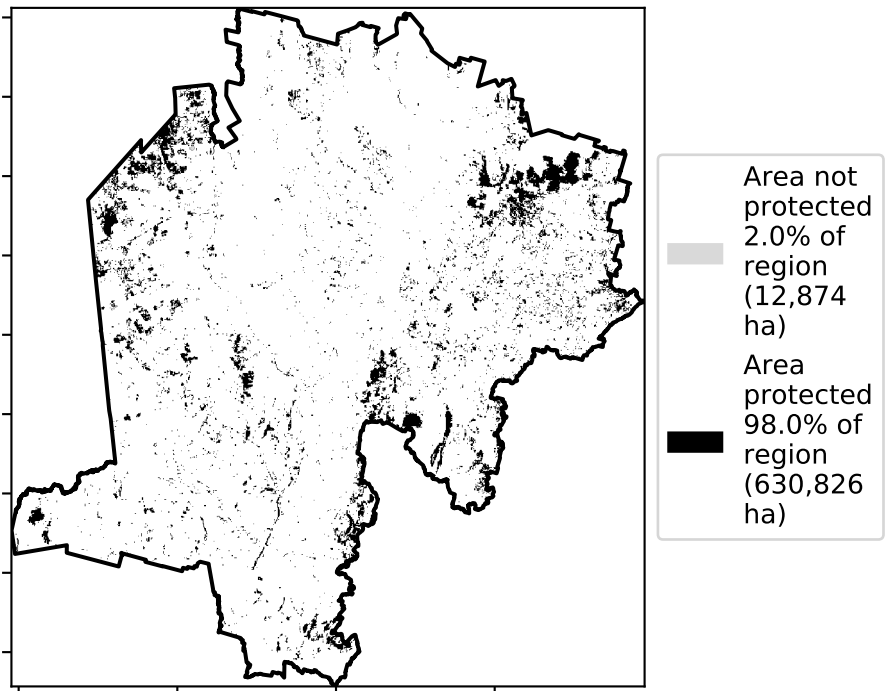 Area not
protected
2.0% of
region
(12,874
ha)
Area
protected
98.0% of
region
(630,826
ha)